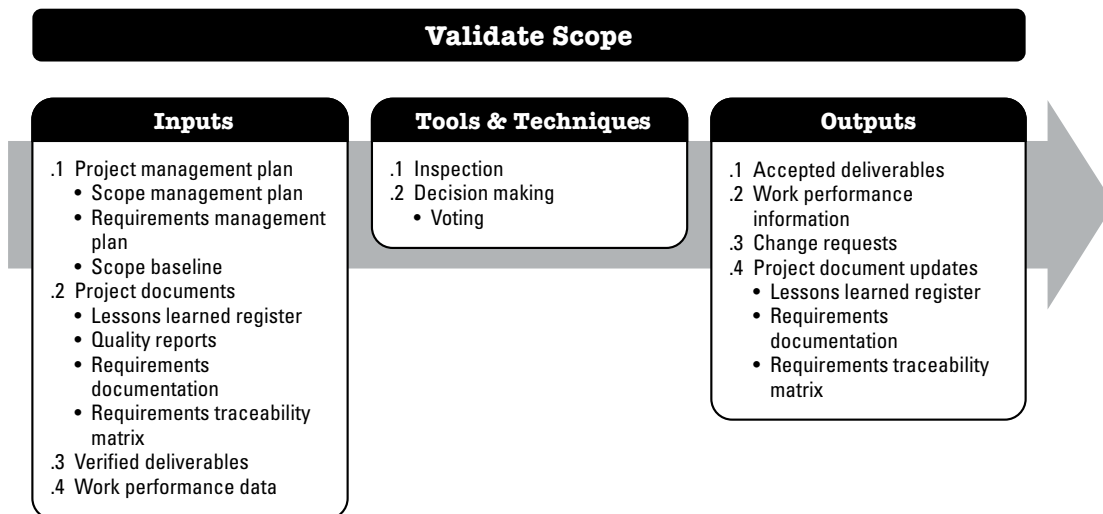 Validate Scope
Inputs
.1 Project management plan
• Scope management plan
• Requirements management
plan
• Scope baseline
.2 Project documents
• Lessons learned register
• Quality reports
• Requirements
documentation
• Requirements traceability
matrix
.3 Verified deliverables
.4 Work performance data
Tools & Techniques
.1 Inspection
.2 Decision making
• Voting
Outputs
.1 Accepted deliverables
.2 Work performance
information
.3 Change requests
.4 Project document updates
• Lessons learned register
• Requirements
documentation
• Requirements traceability
matrix